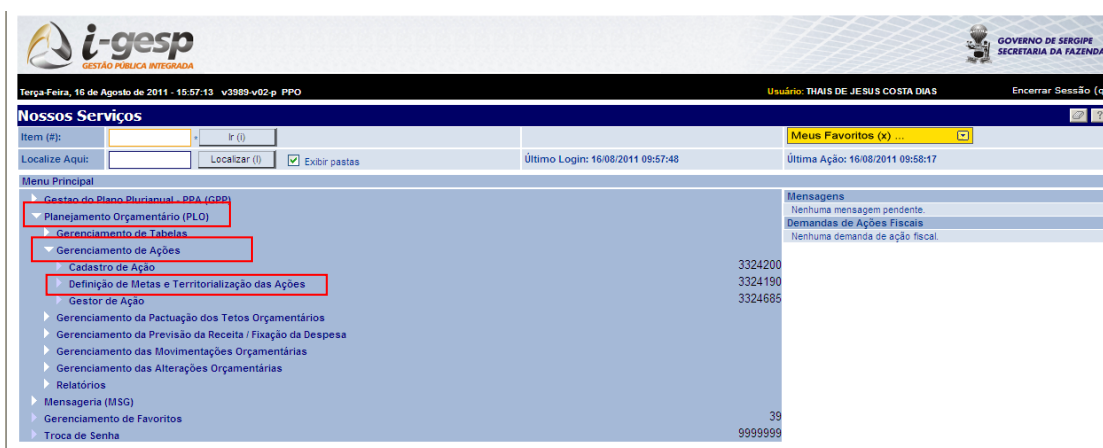 i-gesp
GESTÃO PÚBLICA INTEGRADA
GOVERNO DE SERGIPE
SECRETARIA DA FAZENDA
Terça-Feira, 16 de Agosto de 2011 - 15:57:13 v3989-v02-p PPO
Usuário: THAIS DE JESUS COSTA DIAS
Encerrar Sessão (q
Nossos Serviços
Item (#):
Ir (i)
Meus Favoritos (x) ...
Localize Aqui:
Localizar (l)
Exibir pastas
Último Login: 16/08/2011 09:57:48
Última Ação: 16/08/2011 09:58:17
Menu Principal
Gestao do Plano Plurianual - PPA (GPP)
Mensagens
Nenhuma mensagem pendente.
Planejamento Orçamentário (PLO)
Demandas de Ações Fiscais
Gerenciamento de Tabelas
Nenhuma demanda de ação fiscal.
Gerenciamento de Ações
Cadastro de Ação 3324200
Definição de Metas e Territorialização das Ações 3324190
Gestor de Ação 3324685
Gerenciamento da Pactuação dos Tetos Orçamentários
Gerenciamento da Previsão da Receita / Fixação da Despesa
Gerenciamento das Movimentações Orçamentárias
Gerenciamento das Alterações Orçamentárias
Relatórios
Mensageria (MSG)
Gerenciamento de Favoritos 39
Troca de Senha 9999999